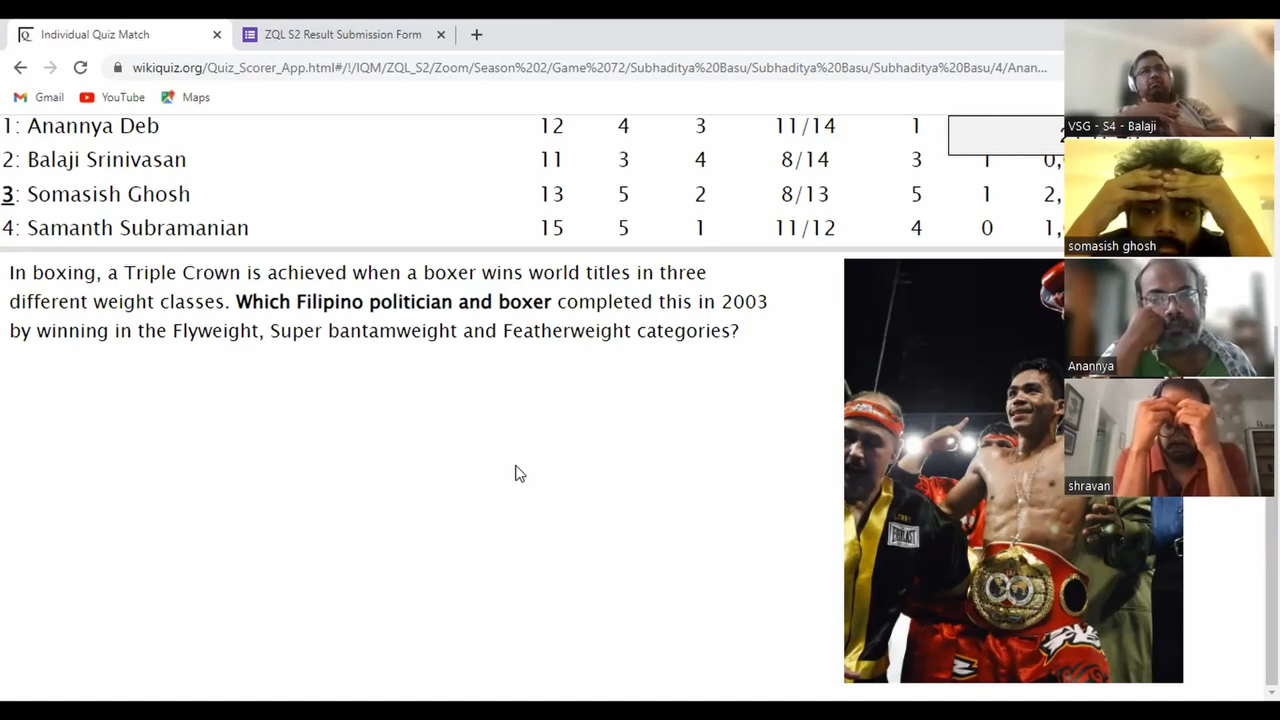 Individual Quiz Match
ZQL S2 Result Submission Form
wikiquiz.org/Quiz_Scorer_App.html#/I/IQM/ZQL_S2/Zoom/Season%202/Game%2072/Subhaditya%20Basu/Subhaditya%20Basu/Subhaditya%20Basu/4/Anan...
Gmail YouTube Maps
1: Anannya Deb 12 4 3 11/14 1
2: Balaji Srinivasan 11 3 4 8/14 3 1 0,
3: Somasish Ghosh 13 5 2 8/13 5 1 2,
4: Samanth Subramanian 15 5 1 11/12 4 0 1,
In boxing, a Triple Crown is achieved when a boxer wins world titles in three
different weight classes. Which Filipino politician and boxer completed this in 2003
by winning in the Flyweight, Super bantamweight and Featherweight categories?
VSG - S4 - Balaji
somasish ghosh
Anannya
shravan
EVERLAST